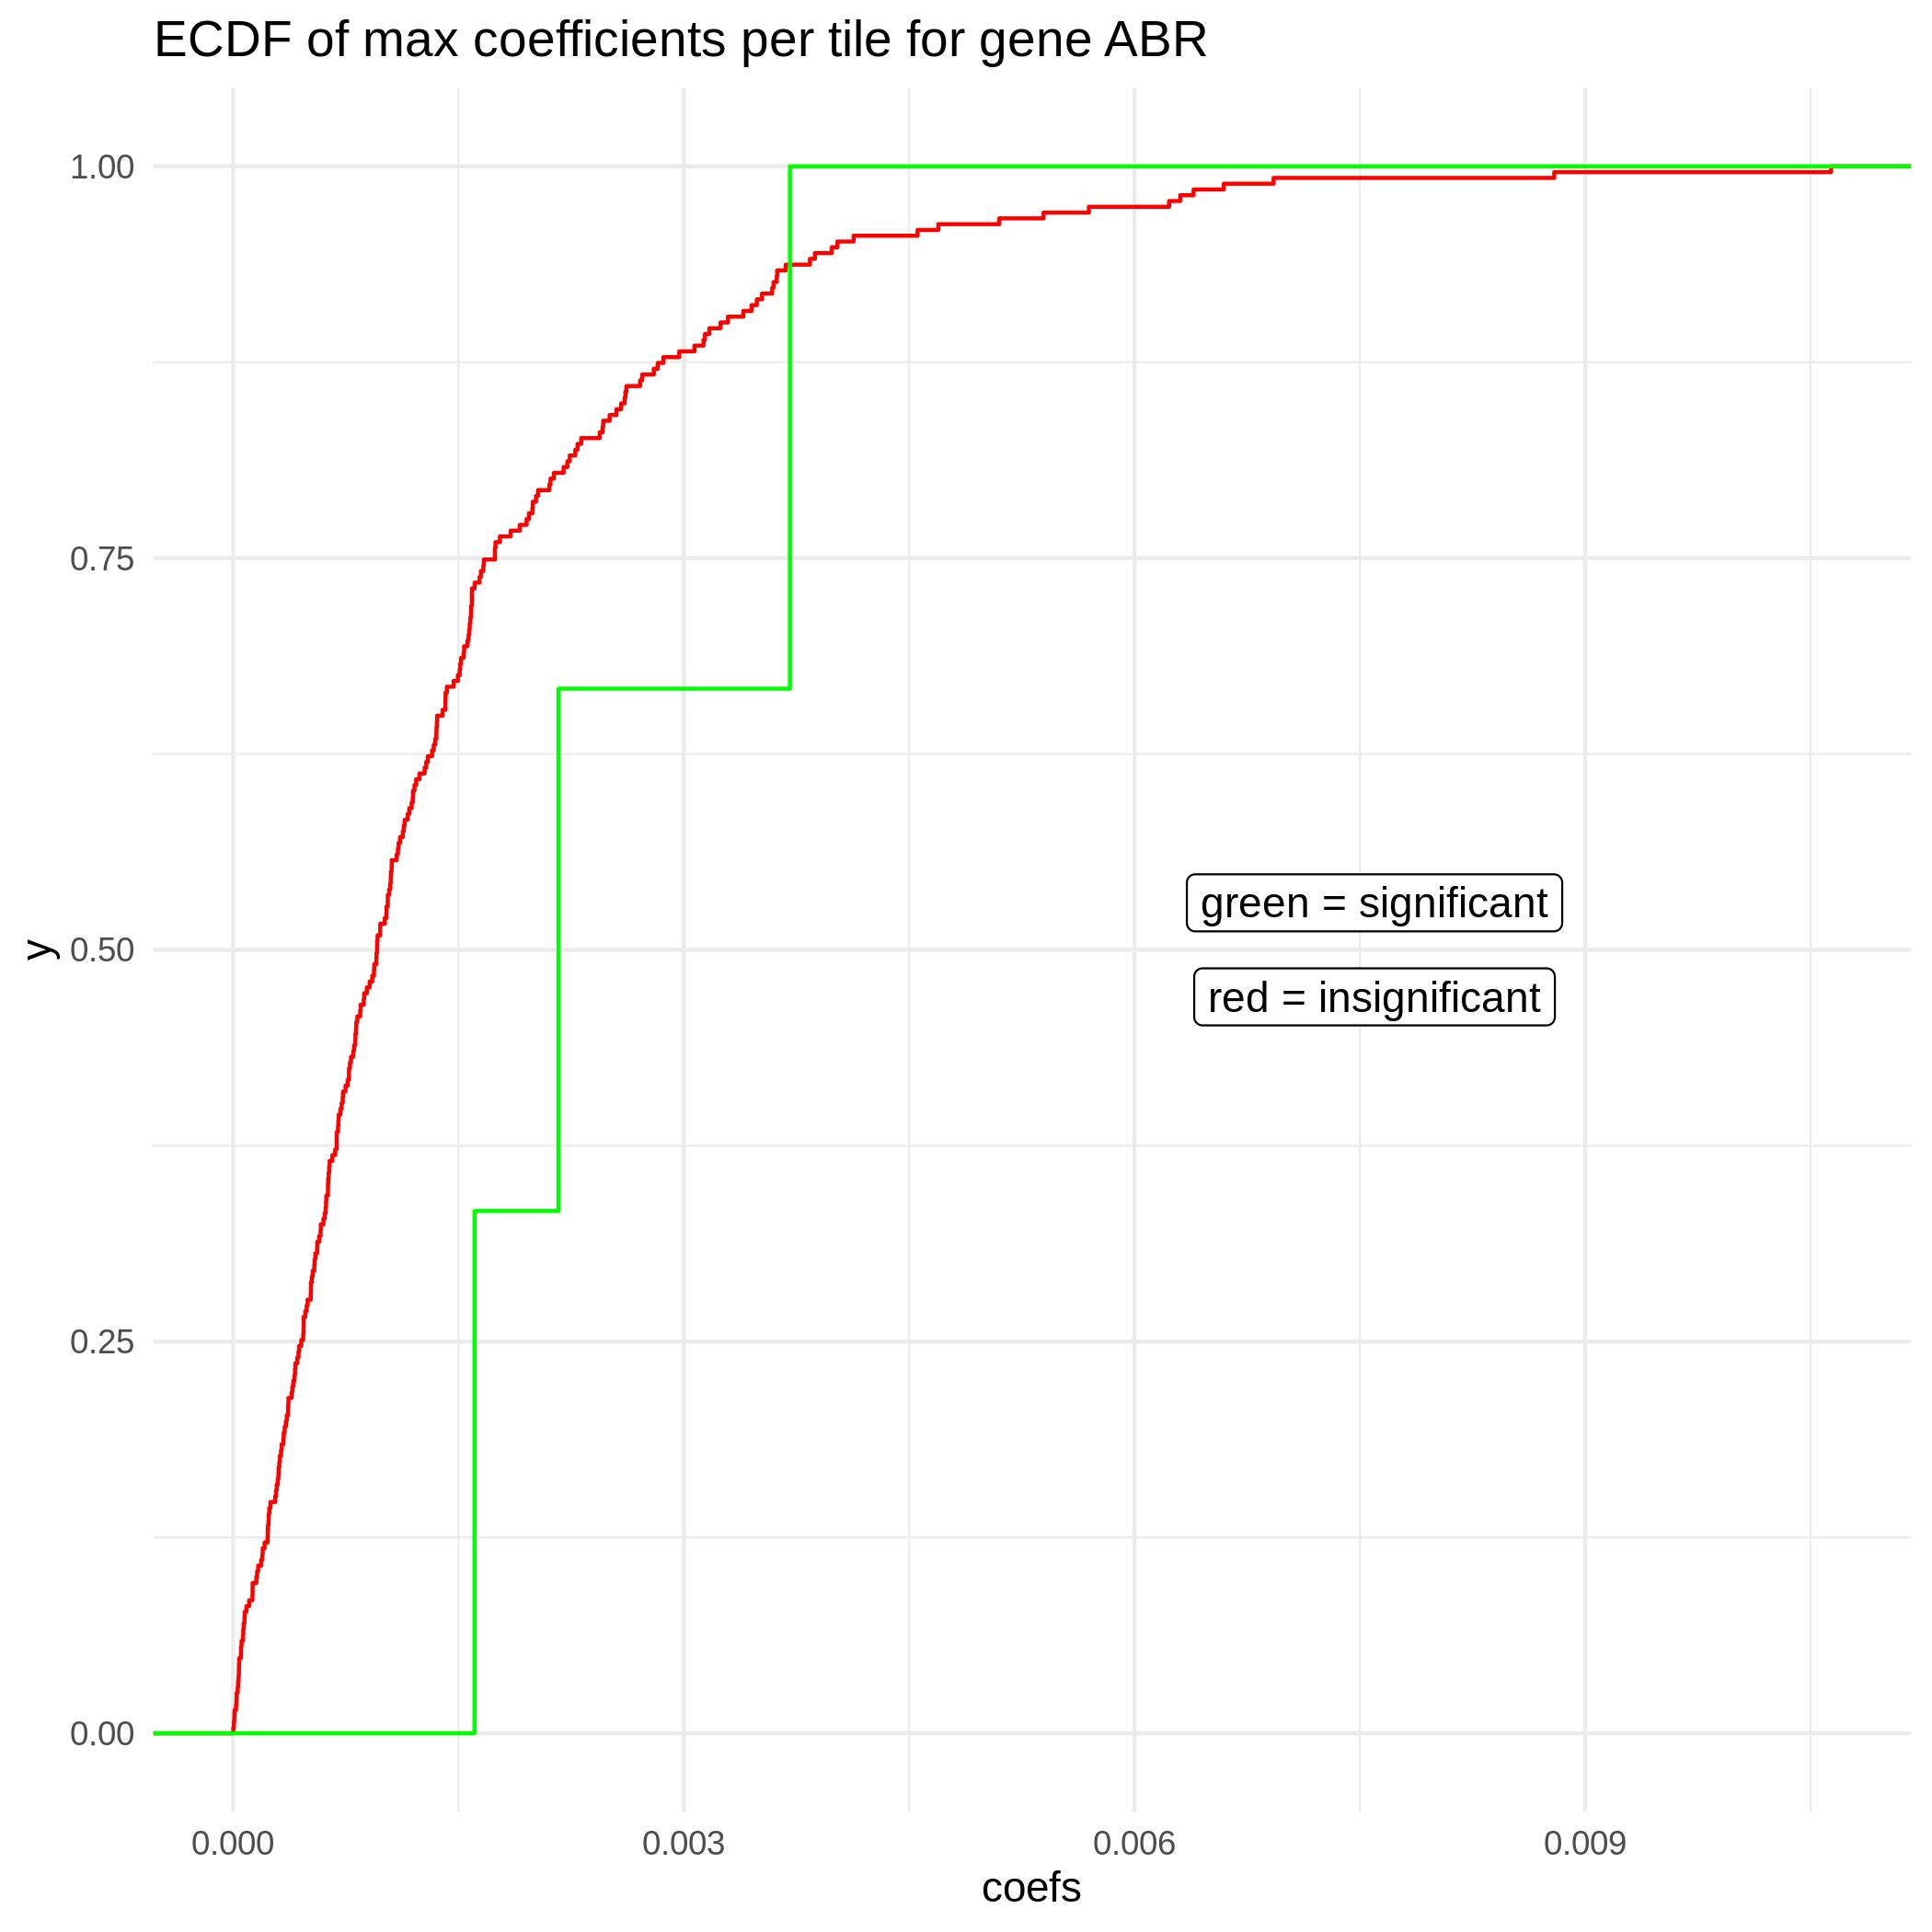 ECDF of max coefficients per tile for gene ABR
1.00
0.75
0.50
0.25
0.00
y
green = significant
red = insignificant
0.000
0.003
0.006
0.009
coefs